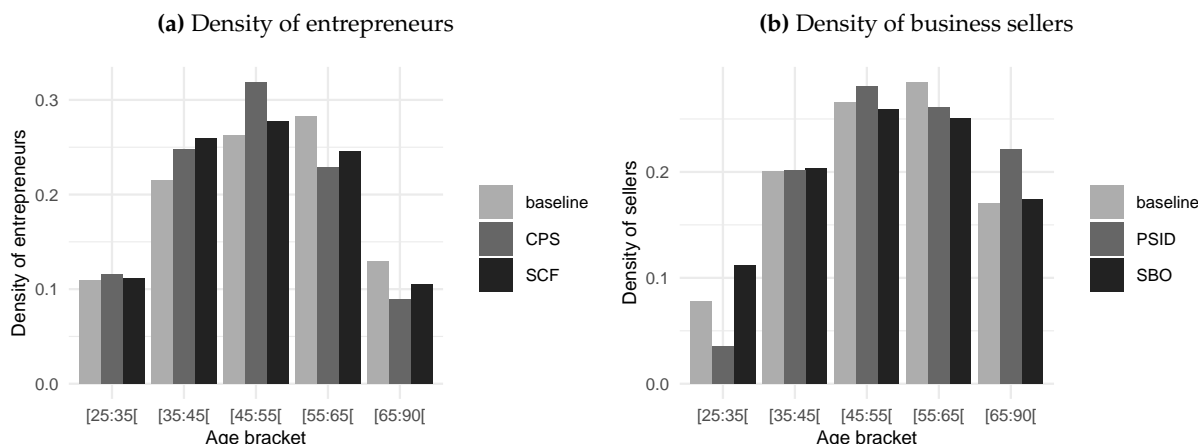 (a) Density of entrepreneurs
Density of entrepreneurs
0.3
0.2
0.1
0.0
[25:35[ [35:45[ [45:55[ [55:65[ [65:90[
Age bracket
baseline
CPS
SCF
(b) Density of business sellers
Density of sellers
0.2
0.1
0.0
[25:35[ [35:45[ [45:55[ [55:65[ [65:90[
Age bracket
baseline
PSID
SBO